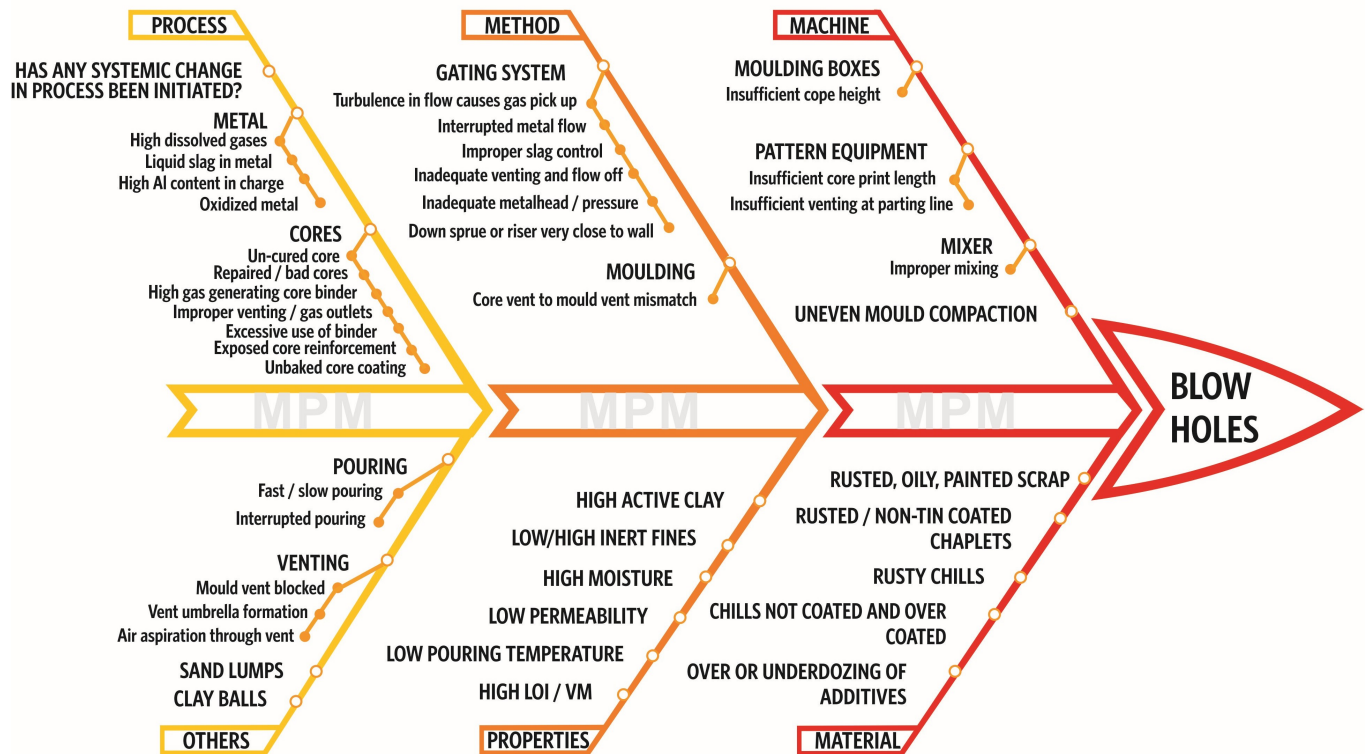 PROCESS
HAS ANY SYSTEMIC CHANGE
IN PROCESS BEEN INITIATED?
METAL
High dissolved gases
Liquid slag in metal
High Al content in charge
Oxidized metal
CORES
Un-cured core
Repaired / bad cores
High gas generating core binder
Improper venting / gas outlets
Excessive use of binder
Exposed core reinforcement
Unbaked core coating
METHOD
GATING SYSTEM
Turbulence in flow causes gas pick up
Interrupted metal flow
Improper slag control
Inadequate venting and flow off
Inadequate metalhead / pressure
Down sprue or riser very close to wall
MOULDING
Core vent to mould vent mismatch
MACHINE
MOULDING BOXES
Insufficient cope height
PATTERN EQUIPMENT
Insufficient core print length
Insufficient venting at parting line
MIXER
Improper mixing
UNEVEN MOULD COMPACTION
MPM
MPM
MPM
BLOW
HOLES
POURING
Fast / slow pouring
Interrupted pouring
VENTING
Mould vent blocked
Vent umbrella formation
Air aspiration through vent
SAND LUMPS
CLAY BALLS
OTHERS
HIGH ACTIVE CLAY
LOW/HIGH INERT FINES
HIGH MOISTURE
LOW PERMEABILITY
LOW POURING TEMPERATURE
HIGH LOI / VM
PROPERTIES
RUSTED, OILY, PAINTED SCRAP
RUSTED / NON-TIN COATED
CHAPLETS
RUSTY CHILLS
CHILLS NOT COATED AND OVER
COATED
OVER OR UNDERDOZING OF
ADDITIVES
MATERIAL